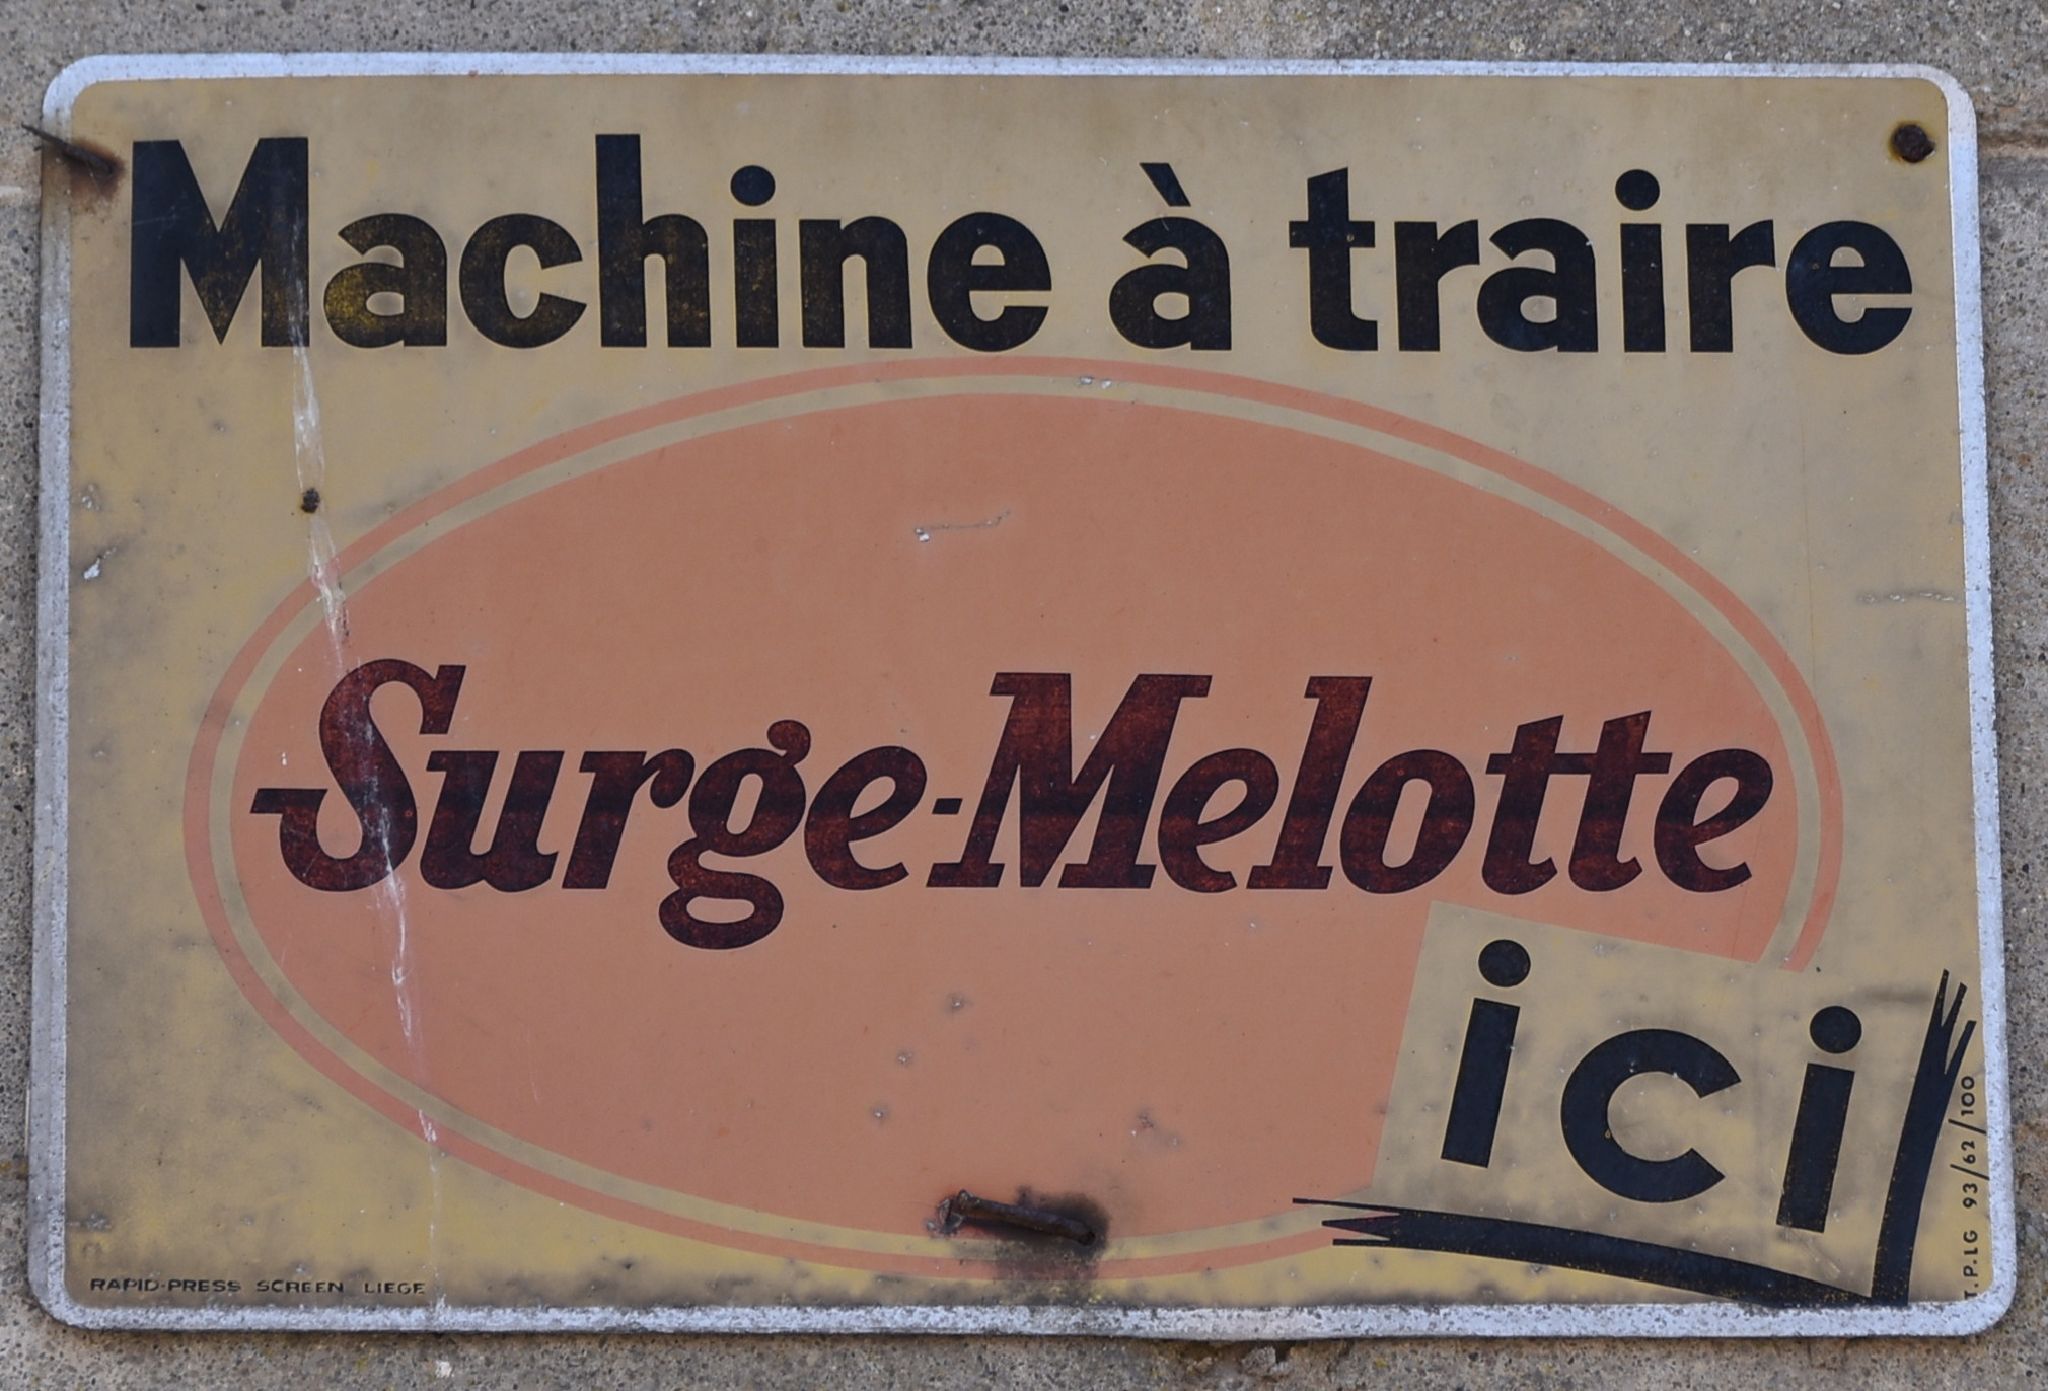 Machine à traire
Surge-Melotte
ici
RAPID-PRESS SCREEN LIEGE
T.P.LG 93/62/100